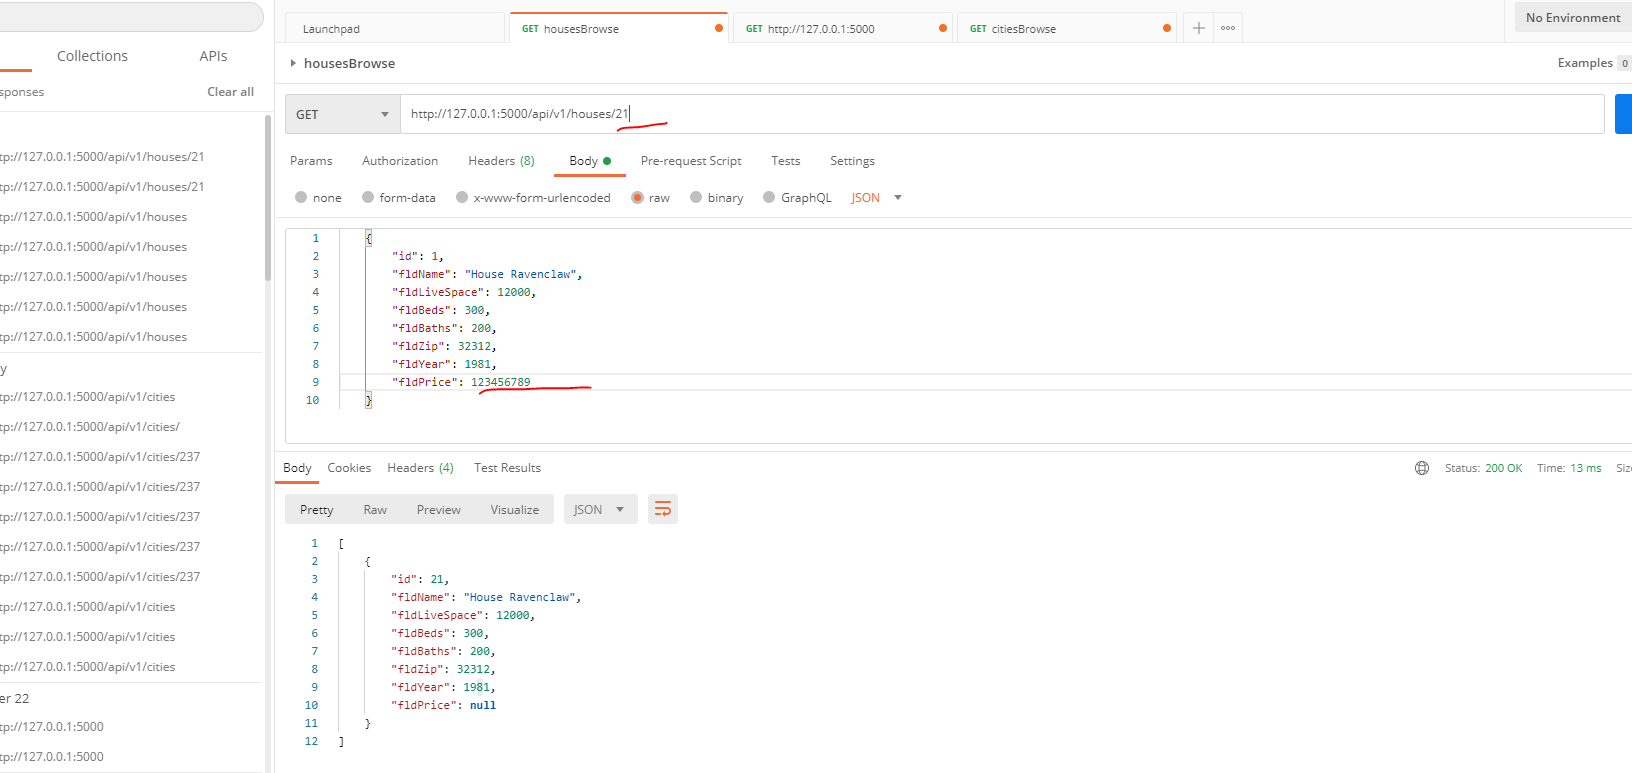 Launchpad
GET housesBrowse
GET http://127.0.0.1:5000
GET citiesBrowse
No Environment
Collections
APIs
sponses
Clear all
housesBrowse
Examples 0
GET
http://127.0.0.1:5000/api/v1/houses/21
Params
Authorization
Headers (8)
Body
Pre-request Script
Tests
Settings
none
form-data
x-www-form-urlencoded
raw
binary
GraphQL
JSON
1 {
2 "id": 1,
3 "fldName": "House Ravenclaw",
4 "fldLiveSpace": 12000,
5 "fldBeds": 300,
6 "fldBaths": 200,
7 "fldZip": 32312,
8 "fldYear": 1981,
9 "fldPrice": 123456789
10 }
tp://127.0.0.1:5000/api/v1/houses/21
tp://127.0.0.1:5000/api/v1/houses/21
tp://127.0.0.1:5000/api/v1/houses
tp://127.0.0.1:5000/api/v1/houses
tp://127.0.0.1:5000/api/v1/houses
tp://127.0.0.1:5000/api/v1/houses
tp://127.0.0.1:5000/api/v1/houses
y
tp://127.0.0.1:5000/api/v1/cities
tp://127.0.0.1:5000/api/v1/cities/
tp://127.0.0.1:5000/api/v1/cities/237
tp://127.0.0.1:5000/api/v1/cities/237
tp://127.0.0.1:5000/api/v1/cities/237
tp://127.0.0.1:5000/api/v1/cities/237
tp://127.0.0.1:5000/api/v1/cities/237
tp://127.0.0.1:5000/api/v1/cities
tp://127.0.0.1:5000/api/v1/cities
tp://127.0.0.1:5000/api/v1/cities
er 22
tp://127.0.0.1:5000
tp://127.0.0.1:5000
Body
Cookies
Headers (4)
Test Results
Status: 200 OK
Time: 13 ms
Siz
Pretty
Raw
Preview
Visualize
JSON
1 [
2 {
3 "id": 21,
4 "fldName": "House Ravenclaw",
5 "fldLiveSpace": 12000,
6 "fldBeds": 300,
7 "fldBaths": 200,
8 "fldZip": 32312,
9 "fldYear": 1981,
10 "fldPrice": null
11 }
12 ]